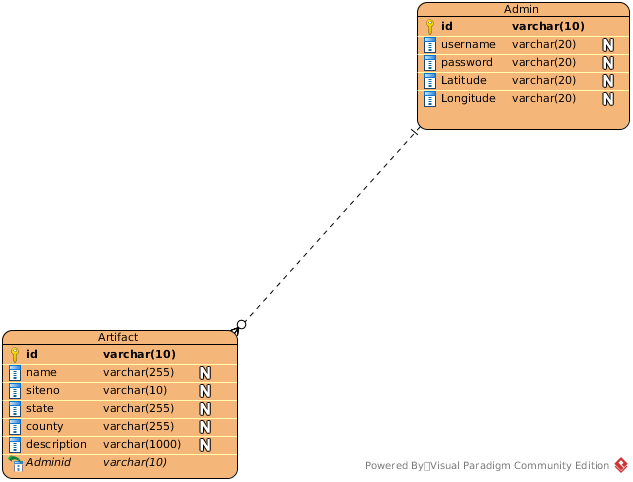 Admin
id varchar(10)
username varchar(20) N
password varchar(20) N
Latitude varchar(20) N
Longitude varchar(20) N
Artifact
id varchar(10)
name varchar(255) N
siteno varchar(10) N
state varchar(255) N
county varchar(255) N
description varchar(1000) N
Adminid varchar(10)
Powered By Visual Paradigm Community Edition